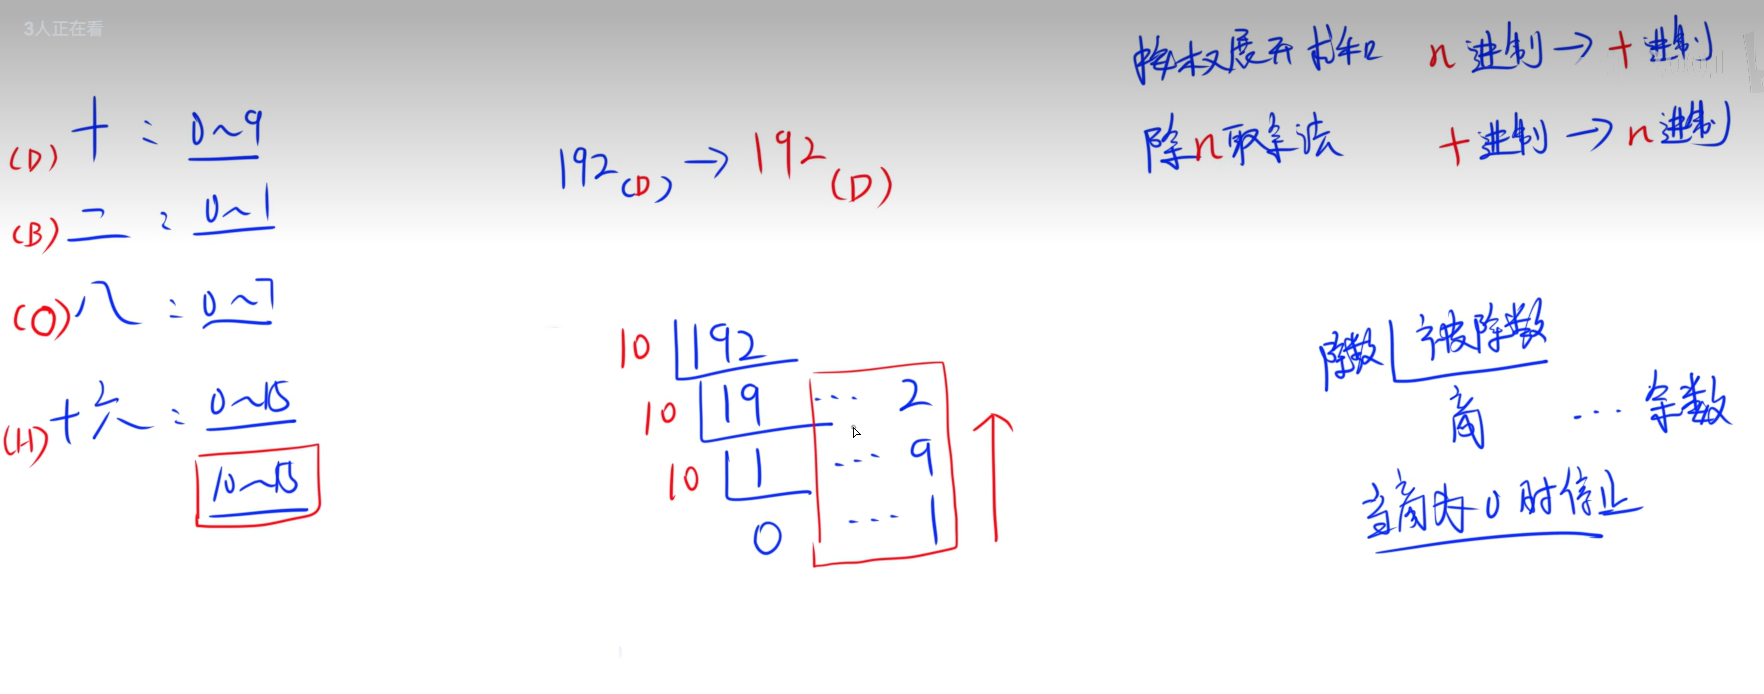 3人正在看
按权展开求和 n进制→十进制
除n取余法 十进制→n进制
(D)十：0~9
(B)二：0~1
(O)八：0~7
(H)十六：0~15
10~15
192(D)→192(D)
10 192
10 19 … 2
10 1 … 9
0 … 1
除数 被除数
商 … 余数
当商为0时停止